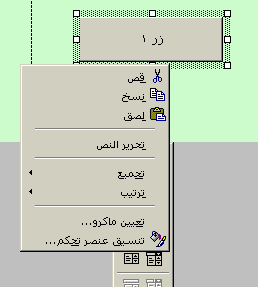 زر ١
قص
نسخ
لصق
تحرير النص
تجميع
ترتيب
تعيين ماكرو...
تنسيق عنصر تحكم...